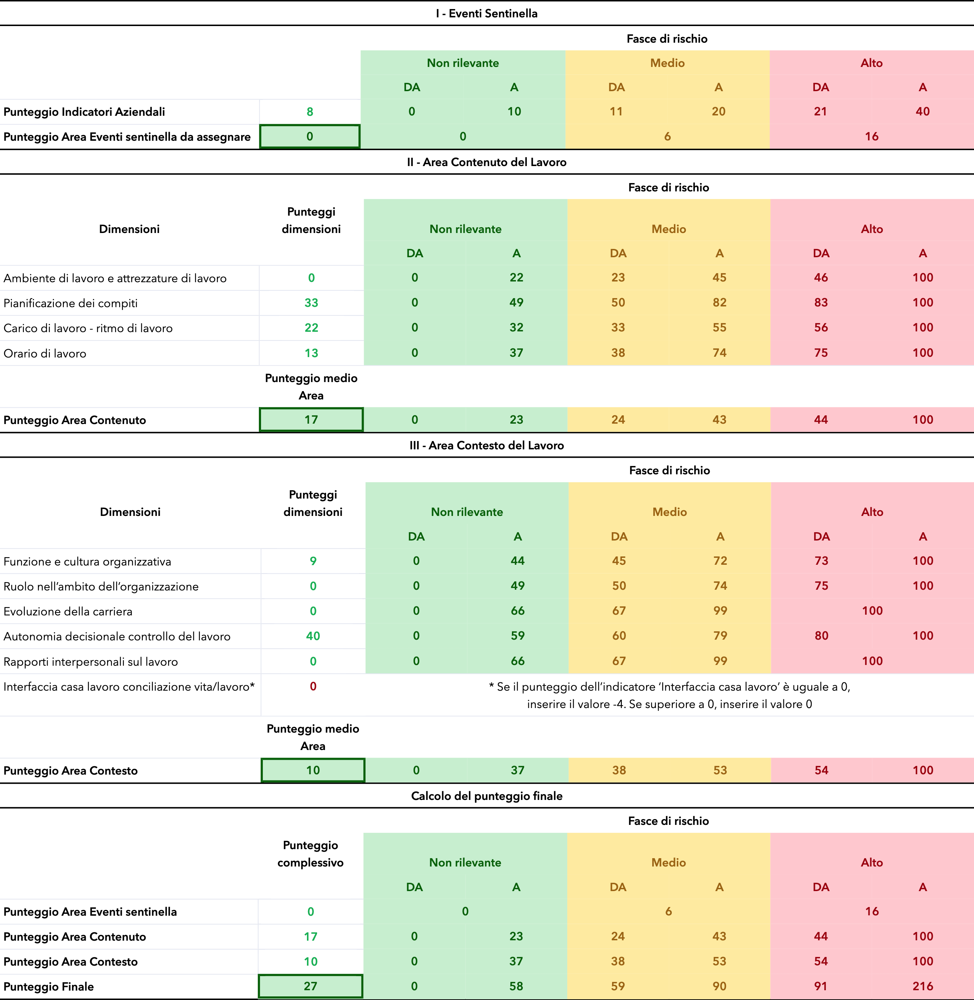 I - Eventi Sentinella
Fasce di rischio
Non rilevante Medio Alto
DA A DA A DA A
Punteggio Indicatori Aziendali 8 0 10 11 20 21 40
Punteggio Area Eventi sentinella da assegnare 0 0 6 16
II - Area Contenuto del Lavoro
Fasce di rischio
Punteggi
Dimensioni dimensioni Non rilevante Medio Alto
DA A DA A DA A
Ambiente di lavoro e attrezzature di lavoro 0 0 22 23 45 46 100
Pianificazione dei compiti 33 0 49 50 82 83 100
Carico di lavoro - ritmo di lavoro 22 0 32 33 55 56 100
Orario di lavoro 13 0 37 38 74 75 100
Punteggio medio
Area
Punteggio Area Contenuto 17 0 23 24 43 44 100
III - Area Contesto del Lavoro
Fasce di rischio
Punteggi
Dimensioni dimensioni Non rilevante Medio Alto
DA A DA A DA A
Funzione e cultura organizzativa 9 0 44 45 72 73 100
Ruolo nell’ambito dell’organizzazione 0 0 49 50 74 75 100
Evoluzione della carriera 0 0 66 67 99 100
Autonomia decisionale controllo del lavoro 40 0 59 60 79 80 100
Rapporti interpersonali sul lavoro 0 0 66 67 99 100
Interfaccia casa lavoro conciliazione vita/lavoro* 0 * Se il punteggio dell’indicatore ‘Interfaccia casa lavoro’ è uguale a 0,
inserire il valore -4. Se superiore a 0, inserire il valore 0
Punteggio medio
Area
Punteggio Area Contesto 10 0 37 38 53 54 100
Calcolo del punteggio finale
Fasce di rischio
Punteggio
complessivo Non rilevante Medio Alto
DA A DA A DA A
Punteggio Area Eventi sentinella 0 0 6 16
Punteggio Area Contenuto 17 0 23 24 43 44 100
Punteggio Area Contesto 10 0 37 38 53 54 100
Punteggio Finale 27 0 58 59 90 91 216